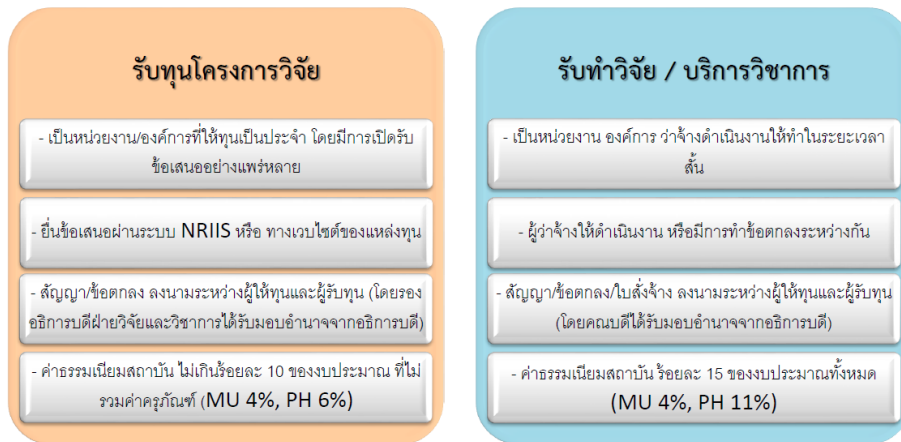 รับทุนโครงการวิจัย
- เป็นหน่วยงาน/องค์การที่ให้ทุนเป็นประจำ โดยมีการเปิดรับ
ข้อเสนออย่างแพร่หลาย
- ยื่นข้อเสนอผ่านระบบ NRIIS หรือ ทางเวบไซต์ของแหล่งทุน
- สัญญา/ข้อตกลง ลงนามระหว่างผู้ให้ทุนและผู้รับทุน (โดยรอง
อธิการบดีฝ่ายวิจัยและวิชาการได้รับมอบอำนาจจากอธิการบดี)
- ค่าธรรมเนียมสถาบัน ไม่เกินร้อยละ 10 ของงบประมาณ ที่ไม่
รวมค่าครุภัณฑ์ (MU 4%, PH 6%)
รับทำวิจัย / บริการวิชาการ
- เป็นหน่วยงาน องค์การ ว่าจ้างดำเนินงานให้ทำในระยะเวลา
สั้น
- ผู้ว่าจ้างให้ดำเนินงาน หรือมีการทำข้อตกลงระหว่างกัน
- สัญญา/ข้อตกลง/ใบสั่งจ้าง ลงนามระหว่างผู้ให้ทุนและผู้รับทุน
(โดยคณบดีได้รับมอบอำนาจจากอธิการบดี)
- ค่าธรรมเนียมสถาบัน ร้อยละ 15 ของงบประมาณทั้งหมด
(MU 4%, PH 11%)